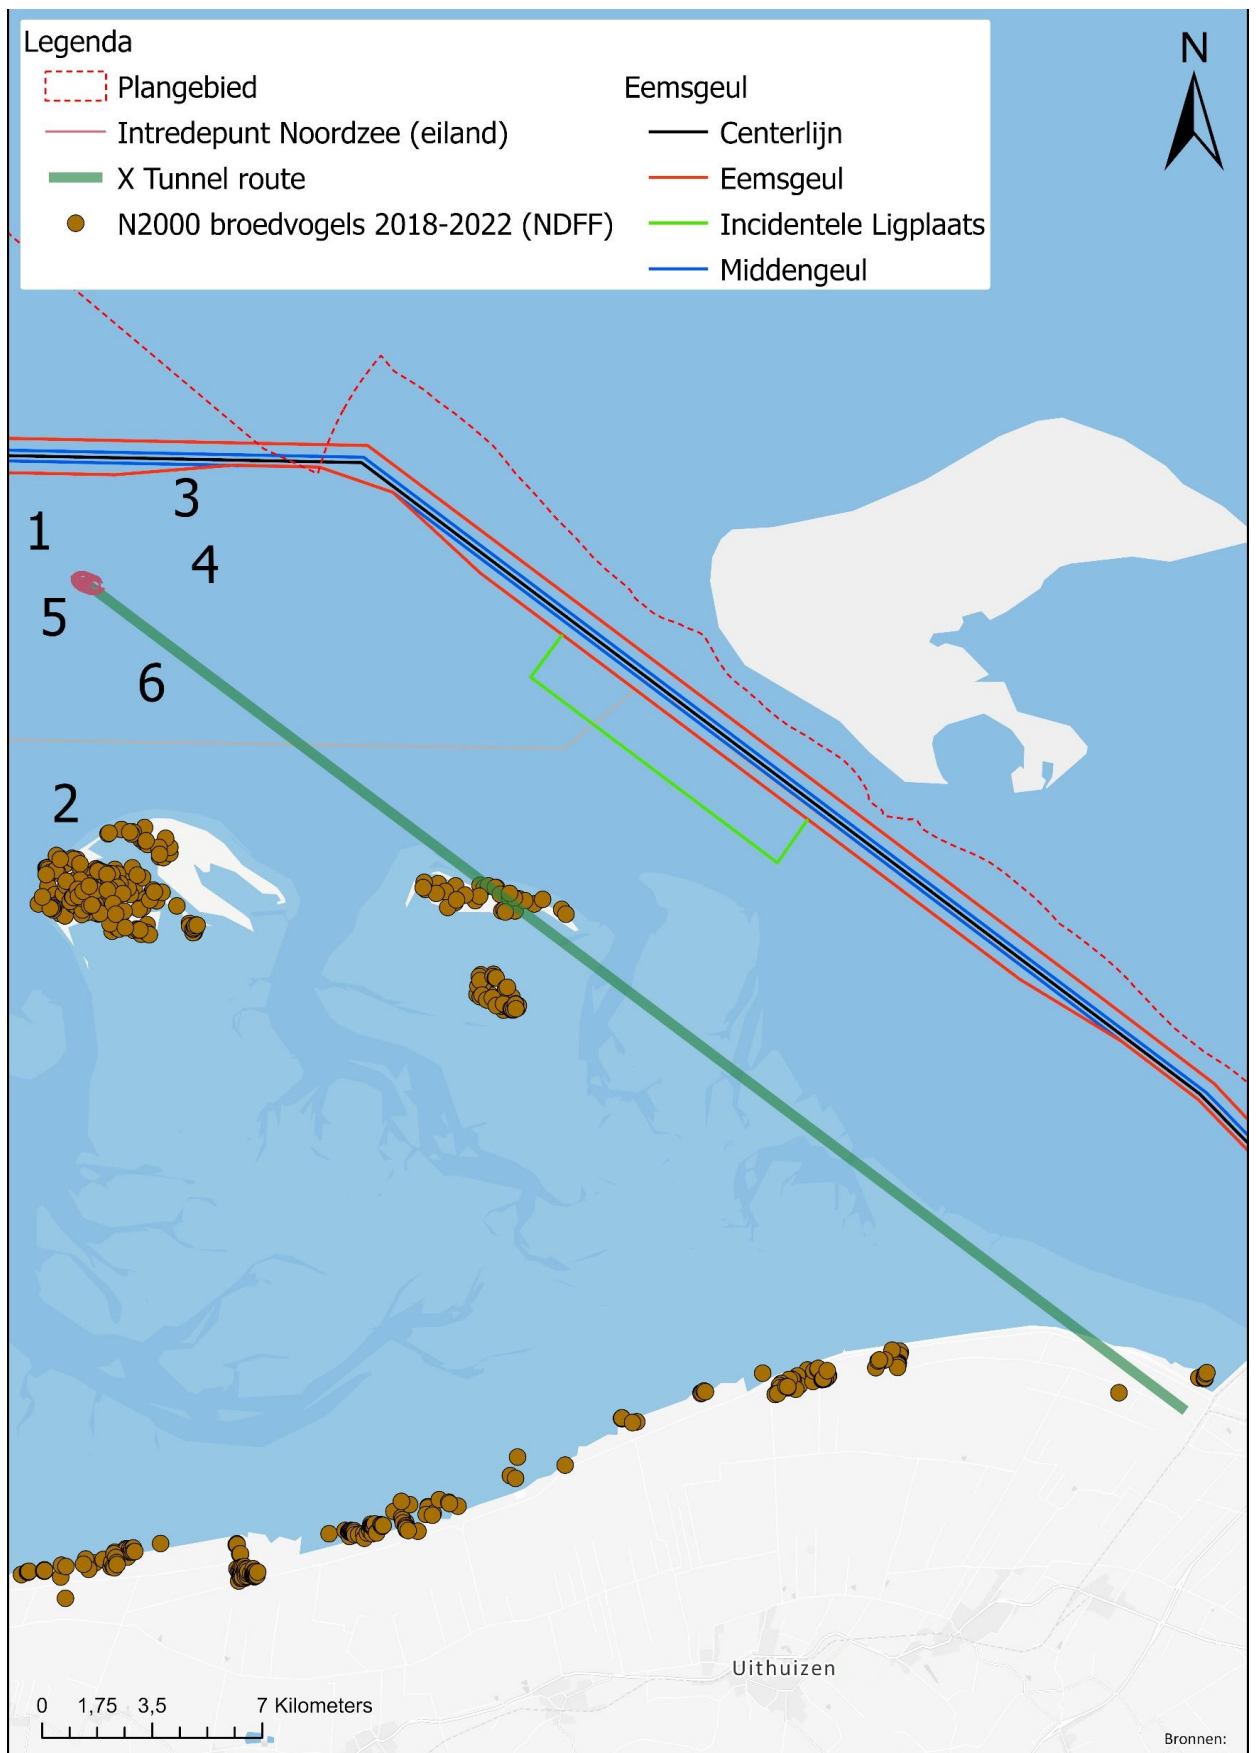 Legenda
Plangebied
Intredepunt Noordzee (eiland)
X Tunnel route
N2000 broedvogels 2018-2022 (NDFF)
Eemsgeul
Centerlijn
Eemsgeul
Incidentele Ligplaats
Middengeul
N
3
1
4
5
6
2
Uithuizen
0 1,75 3,5 7 Kilometers
Bronnen: